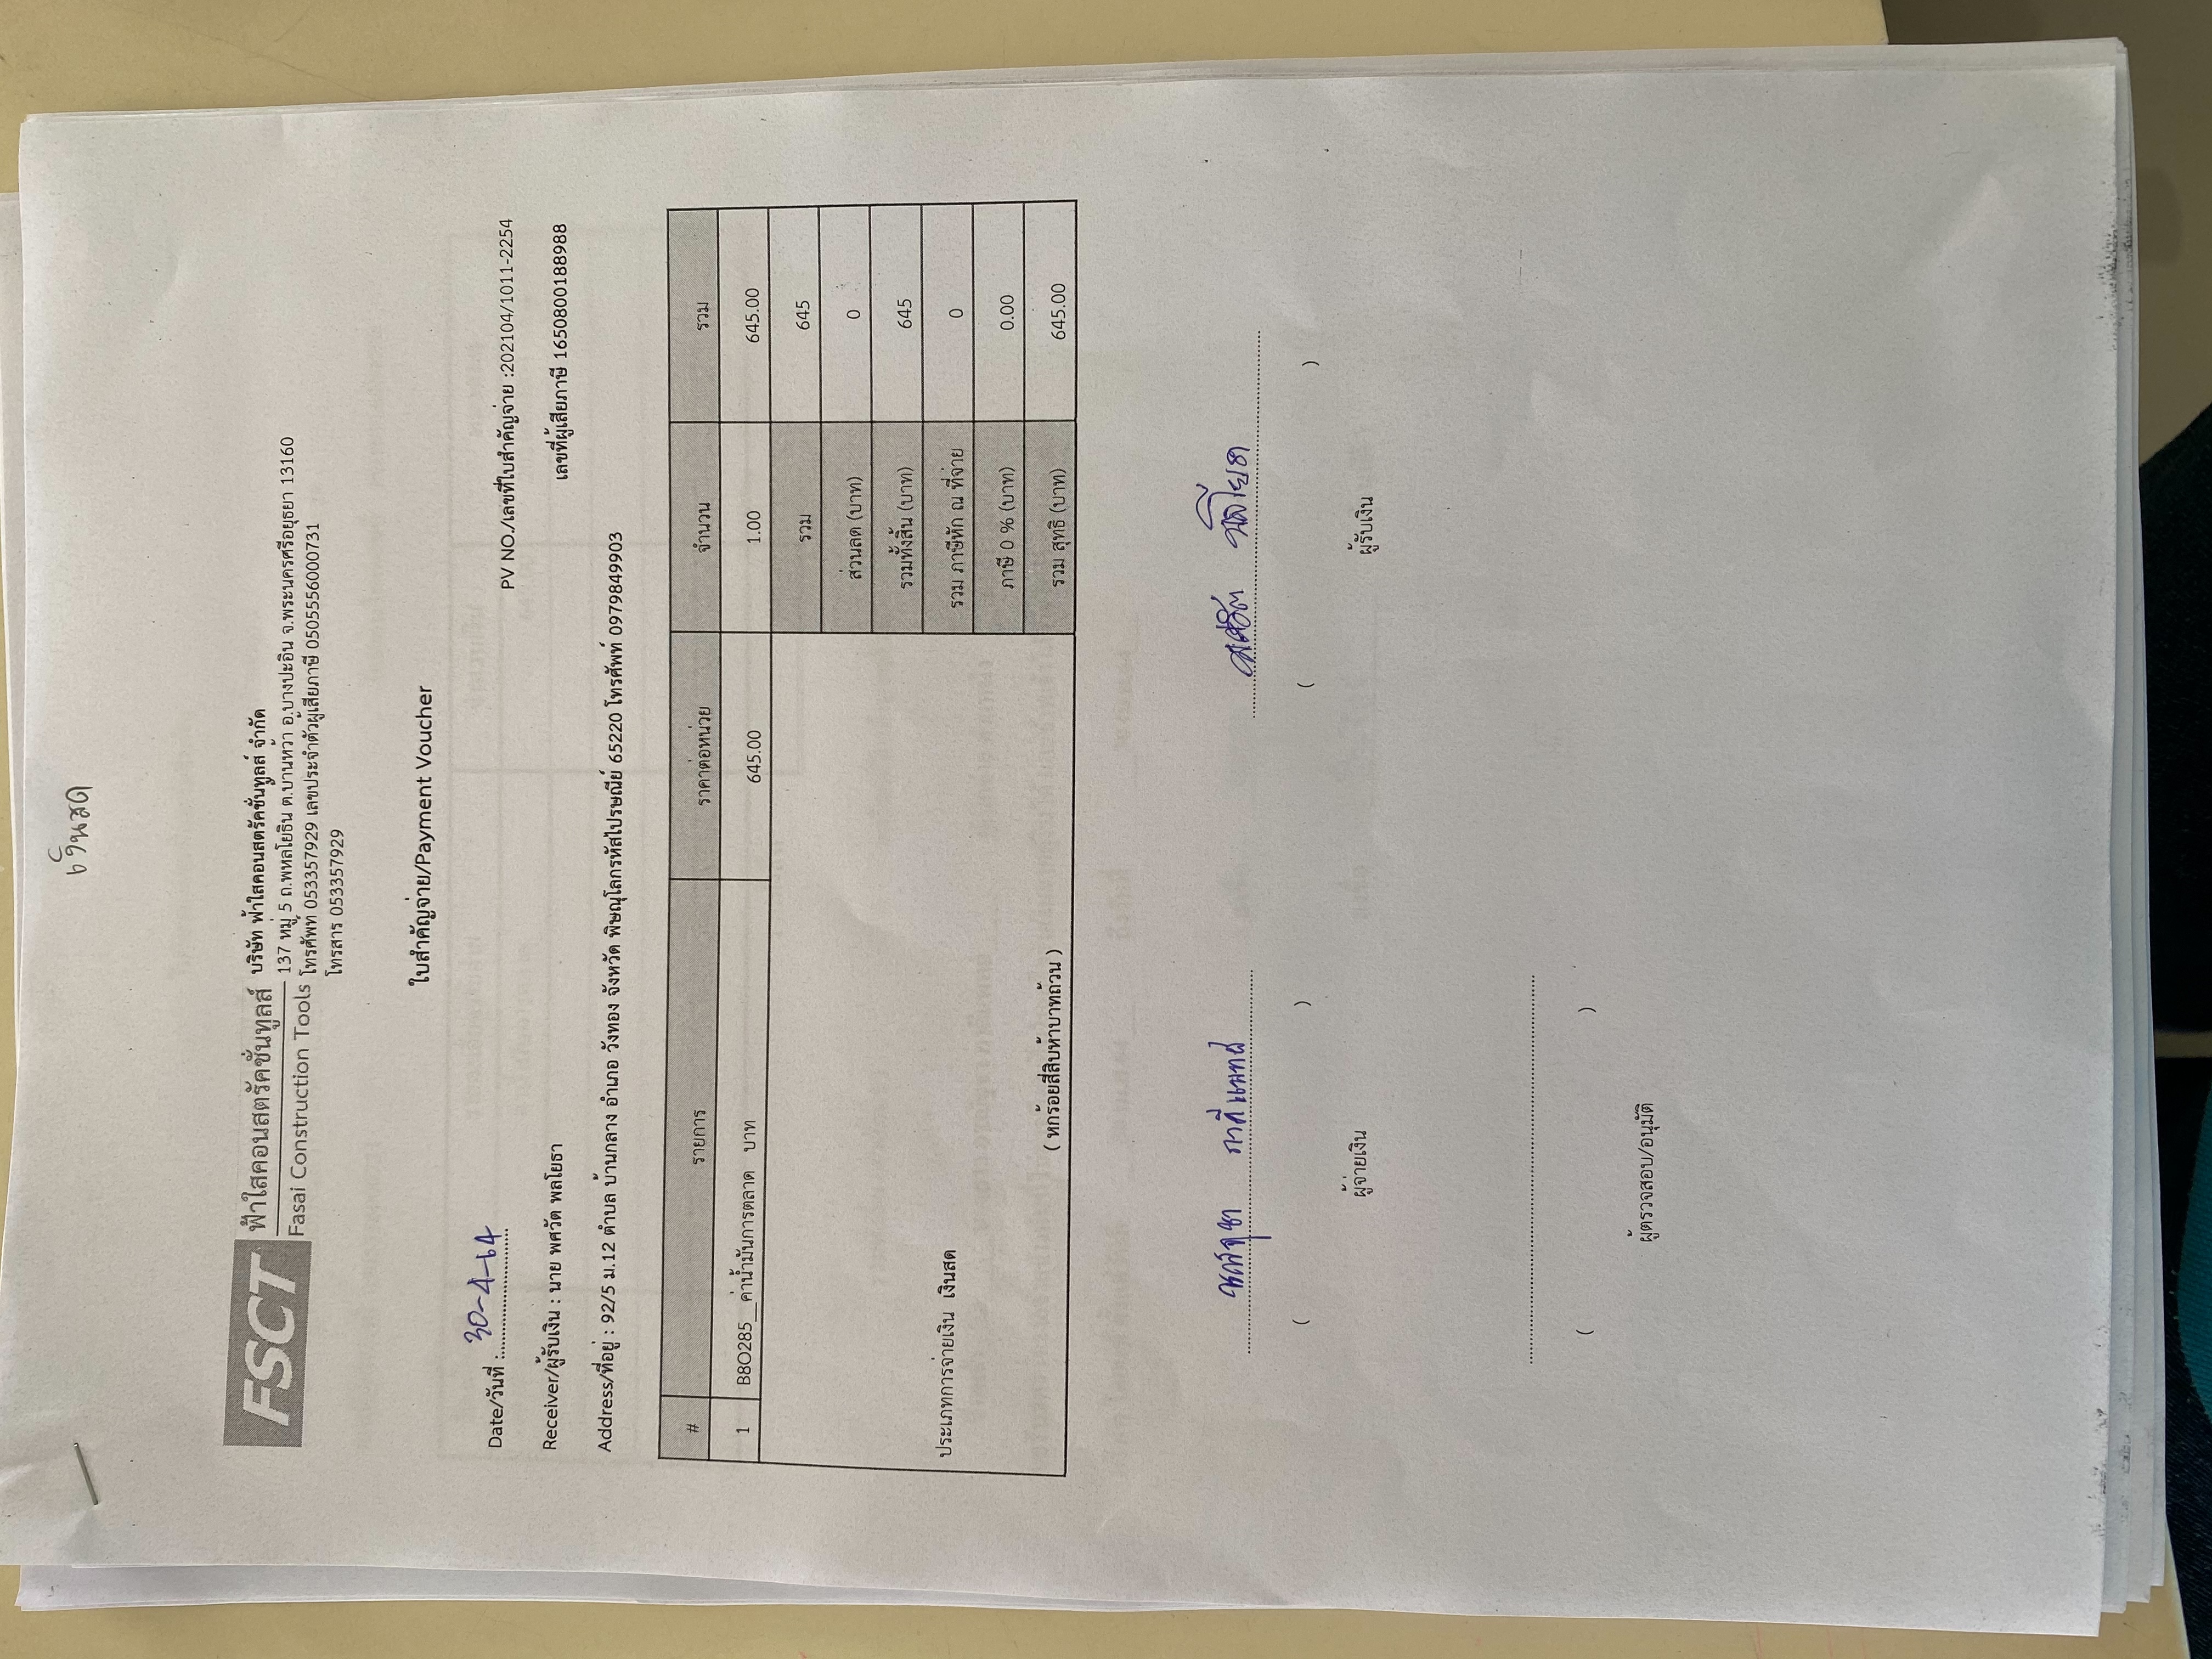 เงินสด
FSCT ฟ้าใสคอนสตรัคชั่นทูลส์
Fasai Construction Tools
บริษัท ฟ้าใสคอนสตรัคชั่นทูลส์ จำกัด
137 หมู่ 5 ถ.พหลโยธิน ต.บ้านหว้า อ.บางปะอิน จ.พระนครศรีอยุธยา 13160
โทรศัพท์ 053357929 เลขประจำตัวผู้เสียภาษี 0505556000731
โทรสาร 053357929
ใบสำคัญจ่าย/Payment Voucher
Date/วันที่ : 30-4-64
PV NO./เลขที่ใบสำคัญจ่าย :202104/1011-2254
Receiver/ผู้รับเงิน : นาย พศวัต พลโยธา
เลขที่ผู้เสียภาษี 1650800188988
Address/ที่อยู่ : 92/5 ม.12 ตำบล บ้านกลาง อำเภอ วังทอง จังหวัด พิษณุโลกรหัสไปรษณีย์ 65220 โทรศัพท์ 0979849903
# รายการ ราคาต่อหน่วย จำนวน รวม
1 B8O285__ค่าน้ำมันการตลาด บาท 645.00 1.00 645.00
รวม 645
ส่วนลด (บาท) 0
รวมทั้งสิ้น (บาท) 645
ประเภทการจ่ายเงิน เงินสด
รวม ภาษีหัก ณ ที่จ่าย 0
ภาษี 0 % (บาท) 0.00
( หกร้อยสี่สิบห้าบาทถ้วน )
รวม สุทธิ (บาท) 645.00
พศวัต พลโยธา
( )
( )
ผู้จ่ายเงิน
ผู้รับเงิน
( )
ผู้ตรวจสอบ/อนุมัติ